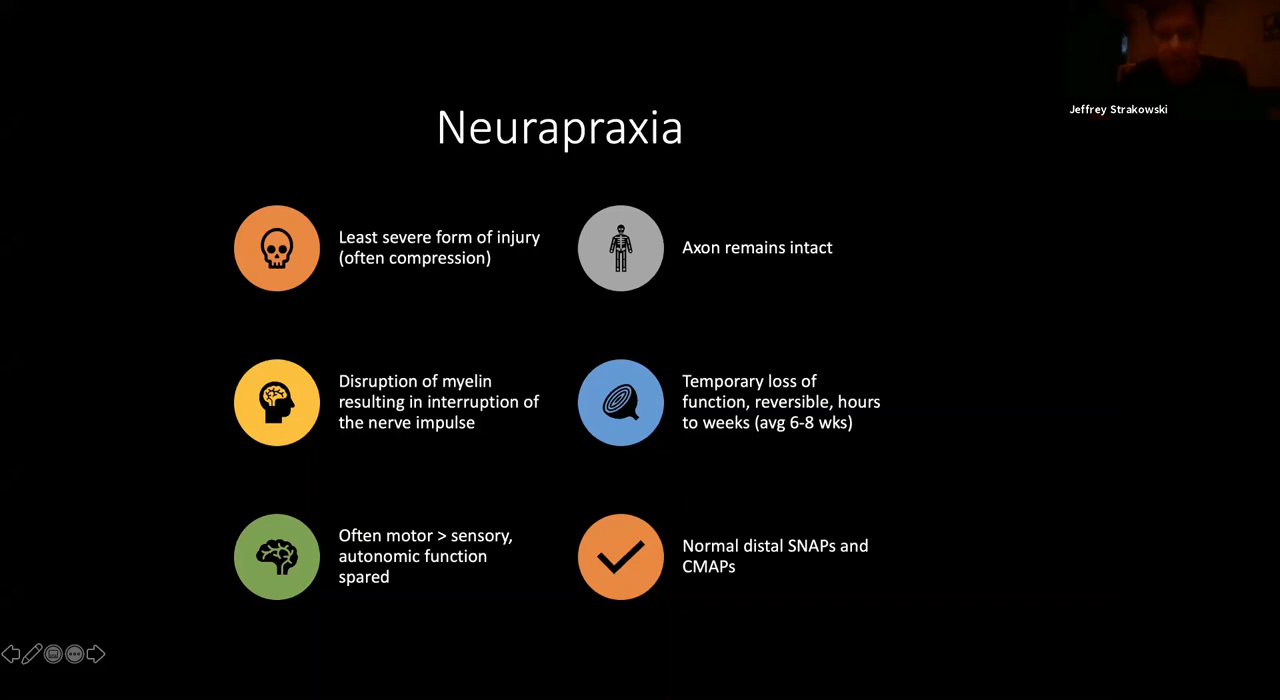 Jeffrey Strakowski
Neurapraxia
Least severe form of injury
(often compression)
Axon remains intact
Disruption of myelin
resulting in interruption of
the nerve impulse
Temporary loss of
function, reversible, hours
to weeks (avg 6-8 wks)
Often motor > sensory,
autonomic function
spared
Normal distal SNAPs and
CMAPs